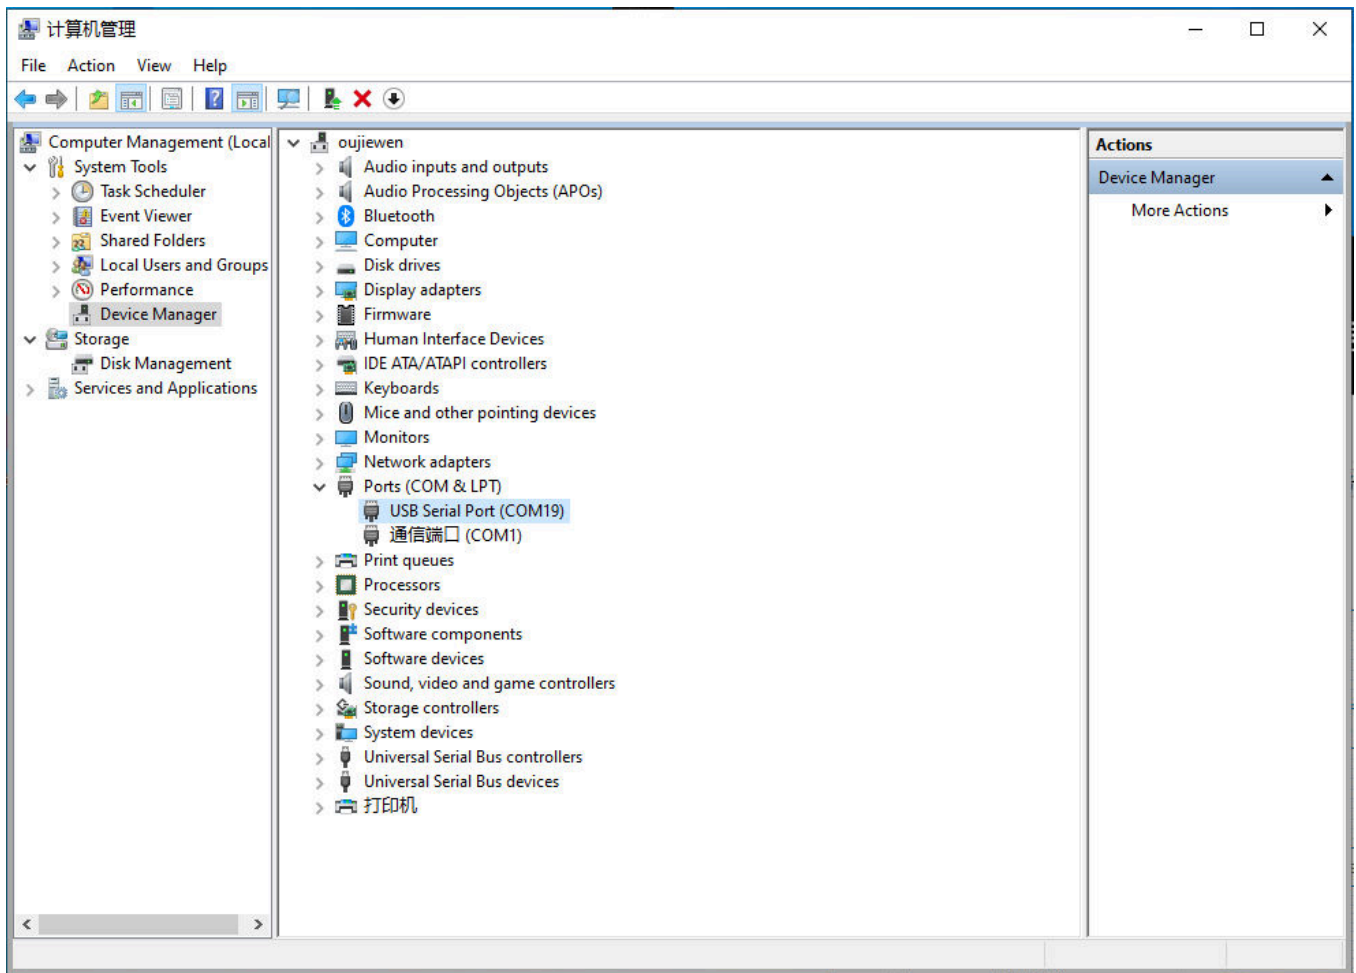 计算机管理
File Action View Help
Computer Management (Local
System Tools
Task Scheduler
Event Viewer
Shared Folders
Local Users and Groups
Performance
Device Manager
Storage
Disk Management
Services and Applications
oujiewen
Audio inputs and outputs
Audio Processing Objects (APOs)
Bluetooth
Computer
Disk drives
Display adapters
Firmware
Human Interface Devices
IDE ATA/ATAPI controllers
Keyboards
Mice and other pointing devices
Monitors
Network adapters
Ports (COM & LPT)
USB Serial Port (COM19)
通信端口 (COM1)
Print queues
Processors
Security devices
Software components
Software devices
Sound, video and game controllers
Storage controllers
System devices
Universal Serial Bus controllers
Universal Serial Bus devices
打印机
Actions
Device Manager
More Actions